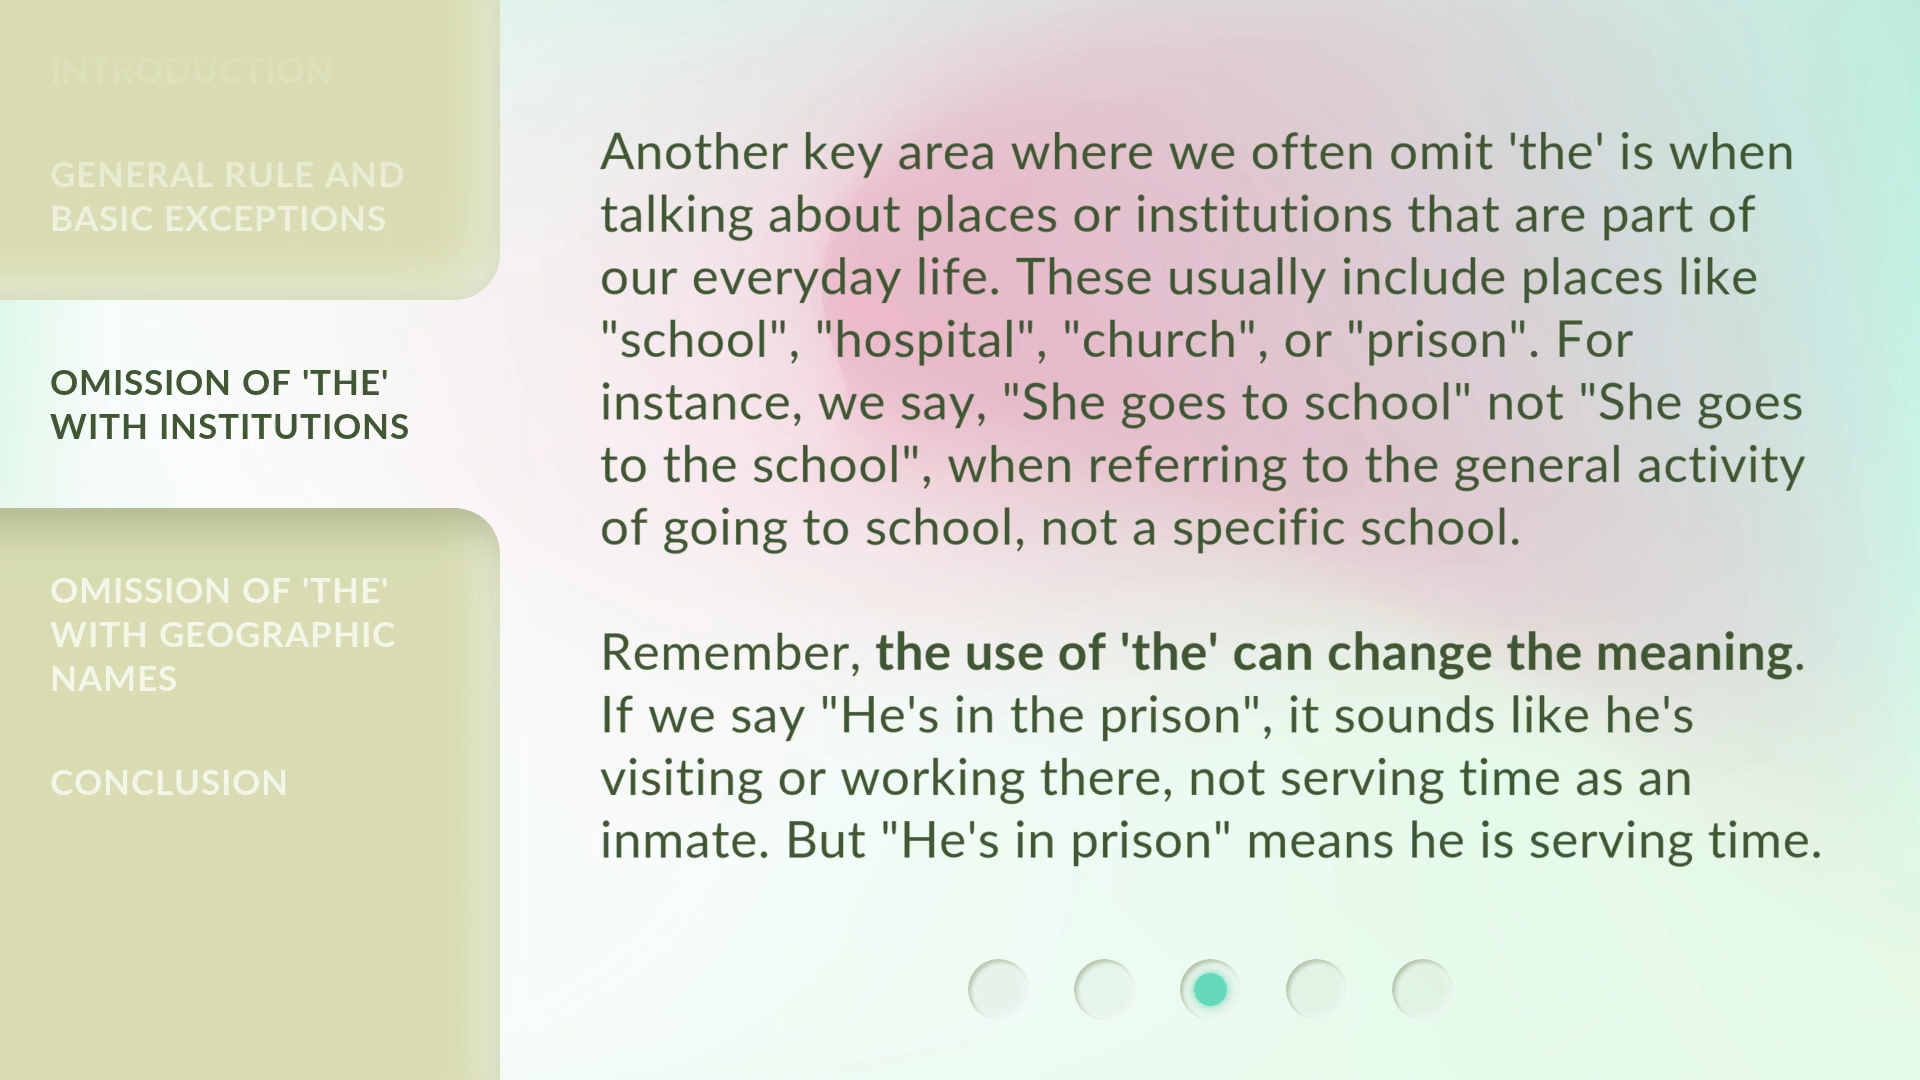 INTRODUCTION
GENERAL RULE AND
BASIC EXCEPTIONS
OMISSION OF 'THE'
WITH INSTITUTIONS
OMISSION OF 'THE'
WITH GEOGRAPHIC
NAMES
CONCLUSION
Another key area where we often omit 'the' is when
talking about places or institutions that are part of
our everyday life. These usually include places like
"school", "hospital", "church", or "prison". For
instance, we say, "She goes to school" not "She goes
to the school", when referring to the general activity
of going to school, not a specific school.
Remember, the use of 'the' can change the meaning.
If we say "He's in the prison", it sounds like he's
visiting or working there, not serving time as an
inmate. But "He's in prison" means he is serving time.